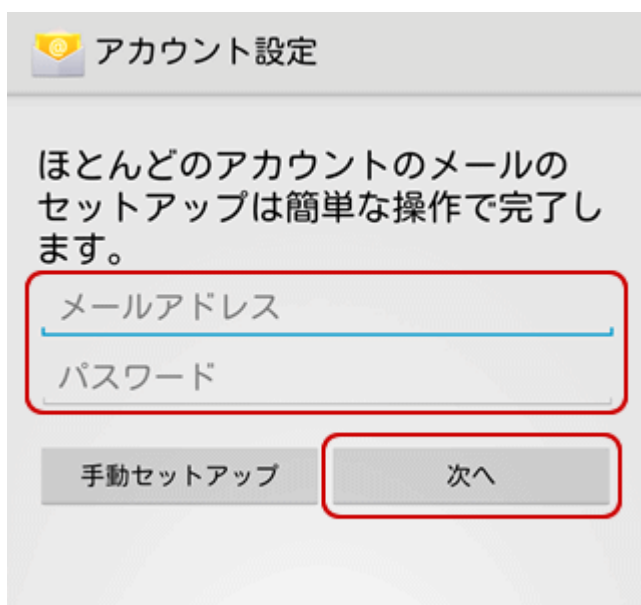 アカウント設定
ほとんどのアカウントのメールの
セットアップは簡単な操作で完了し
ます。
メールアドレス
パスワード
手動セットアップ
次へ